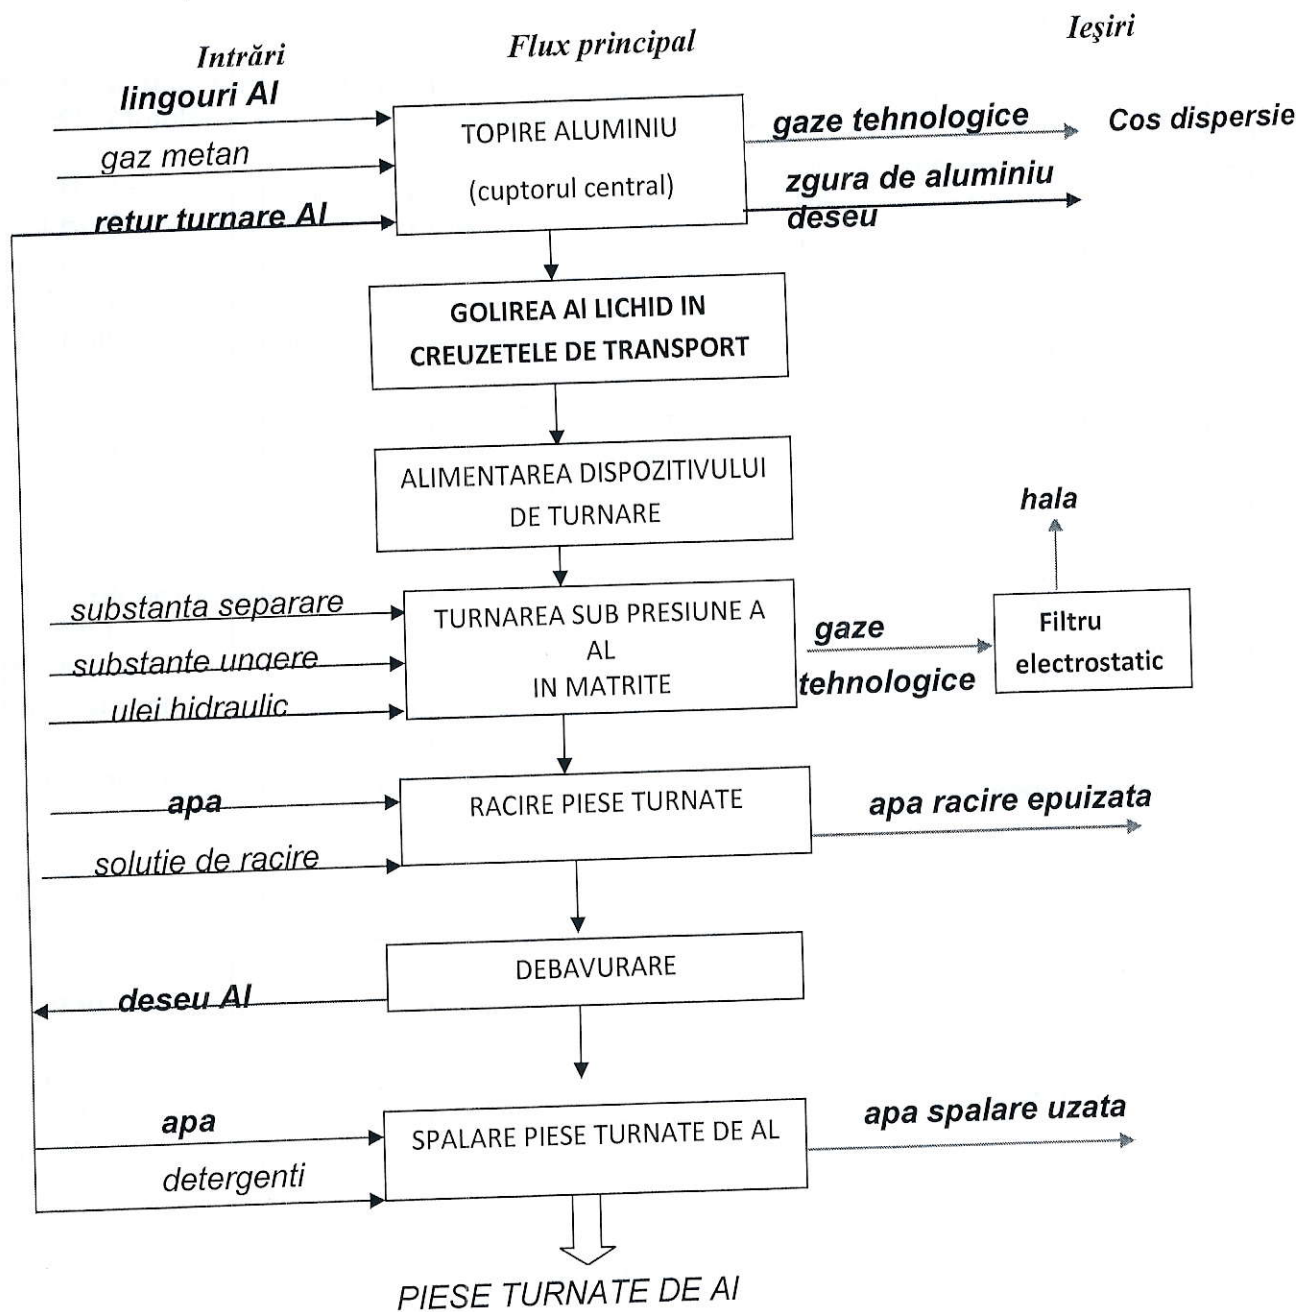 Intrări
Flux principal
Ieşiri
lingouri Al
gaz metan
retur turnare Al
TOPIRE ALUMINIU
(cuptorul central)
gaze tehnologice
Cos dispersie
zgura de aluminiu
deseu
GOLIREA Al LICHID IN
CREUZETELE DE TRANSPORT
ALIMENTAREA DISPOZITIVULUI
DE TURNARE
hala
substanta separare
substante ungere
ulei hidraulic
TURNAREA SUB PRESIUNE A
AL
IN MATRITE
gaze
tehnologice
Filtru
electrostatic
apa
solutie de racire
RACIRE PIESE TURNATE
apa racire epuizata
DEBAVURARE
deseu Al
apa
detergenti
SPALARE PIESE TURNATE DE AL
apa spalare uzata
PIESE TURNATE DE Al